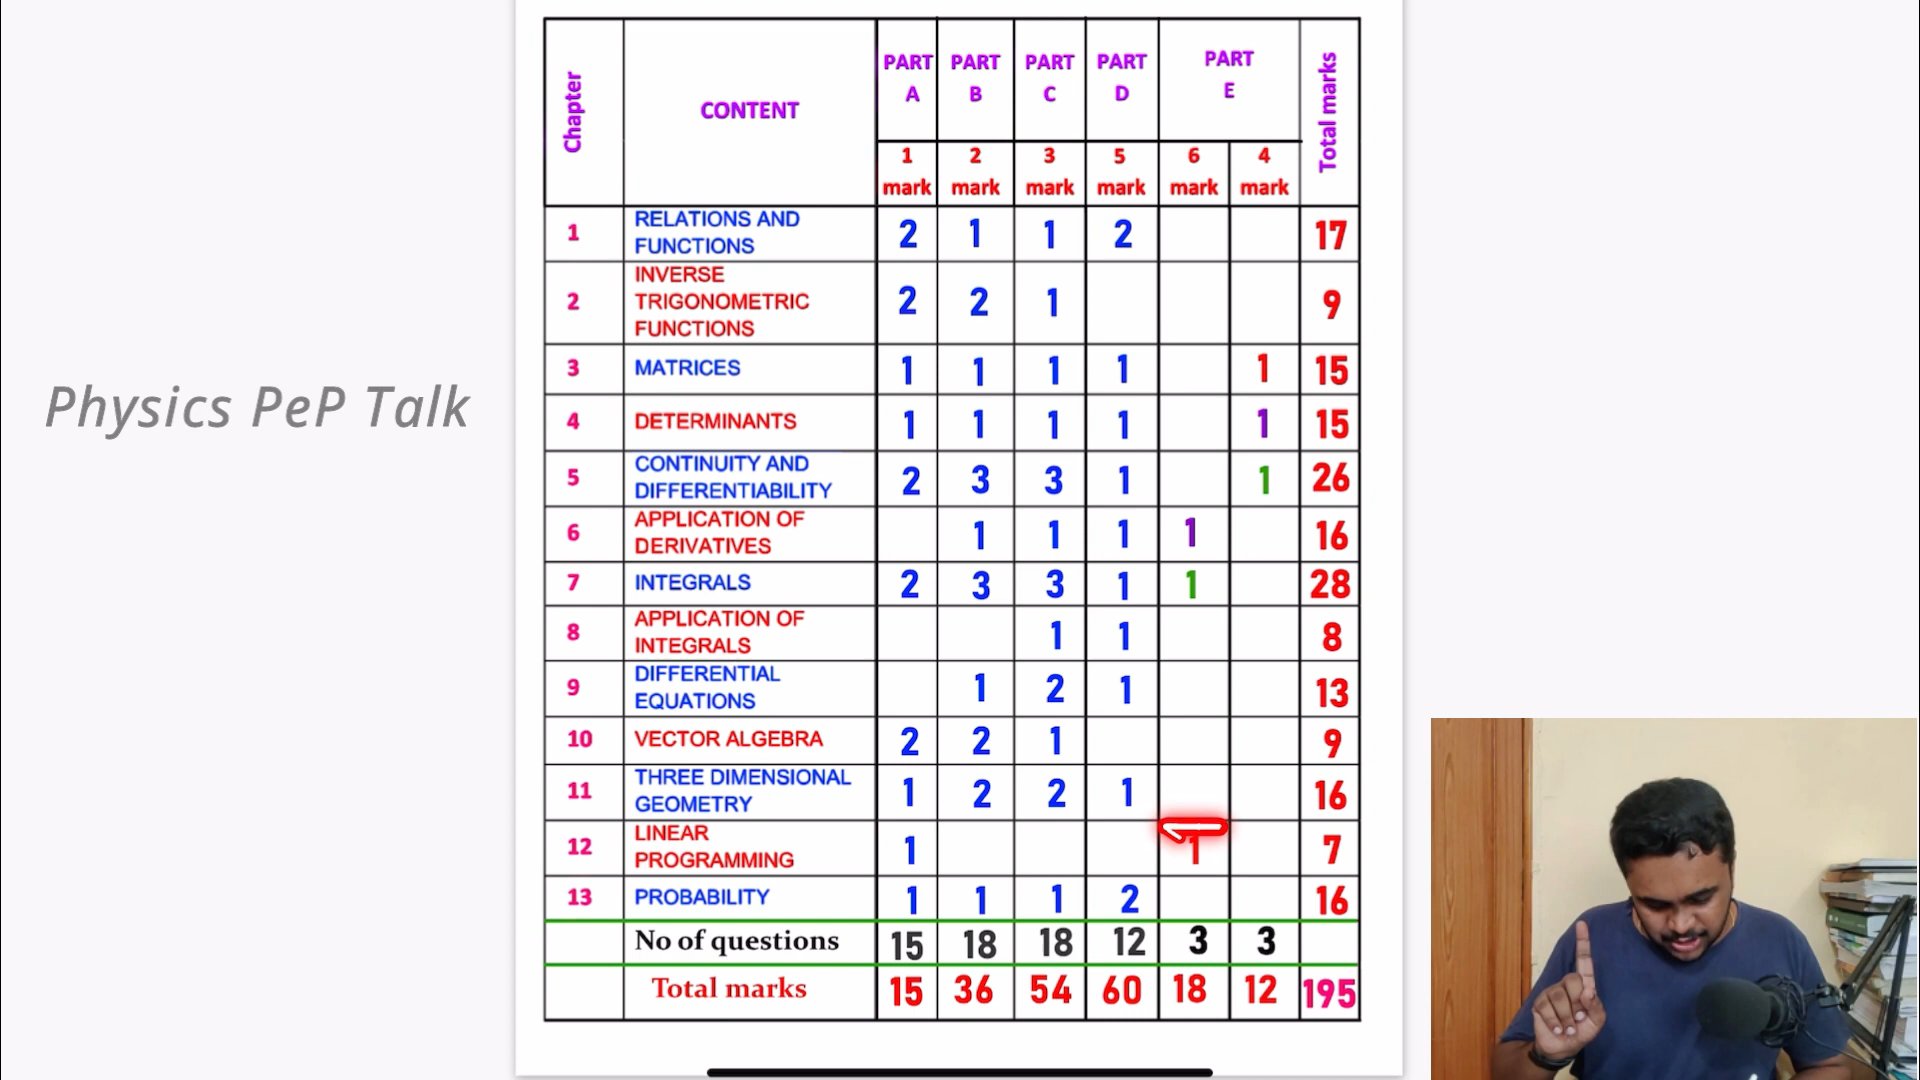 Physics PeP Talk
Chapter CONTENT PART A PART B PART C PART D PART E Total marks
1 mark 2 mark 3 mark 5 mark 6 mark 4 mark
1 RELATIONS AND FUNCTIONS 2 1 1 2 17
2 INVERSE TRIGONOMETRIC FUNCTIONS 2 2 1 9
3 MATRICES 1 1 1 1 1 15
4 DETERMINANTS 1 1 1 1 1 15
5 CONTINUITY AND DIFFERENTIABILITY 2 3 3 1 1 26
6 APPLICATION OF DERIVATIVES 1 1 1 1 16
7 INTEGRALS 2 3 3 1 1 28
8 APPLICATION OF INTEGRALS 1 1 8
9 DIFFERENTIAL EQUATIONS 1 2 1 13
10 VECTOR ALGEBRA 2 2 1 9
11 THREE DIMENSIONAL GEOMETRY 1 2 2 1 16
12 LINEAR PROGRAMMING 1 1 7
13 PROBABILITY 1 1 1 2 16
No of questions 15 18 18 12 3 3
Total marks 15 36 54 60 18 12 195